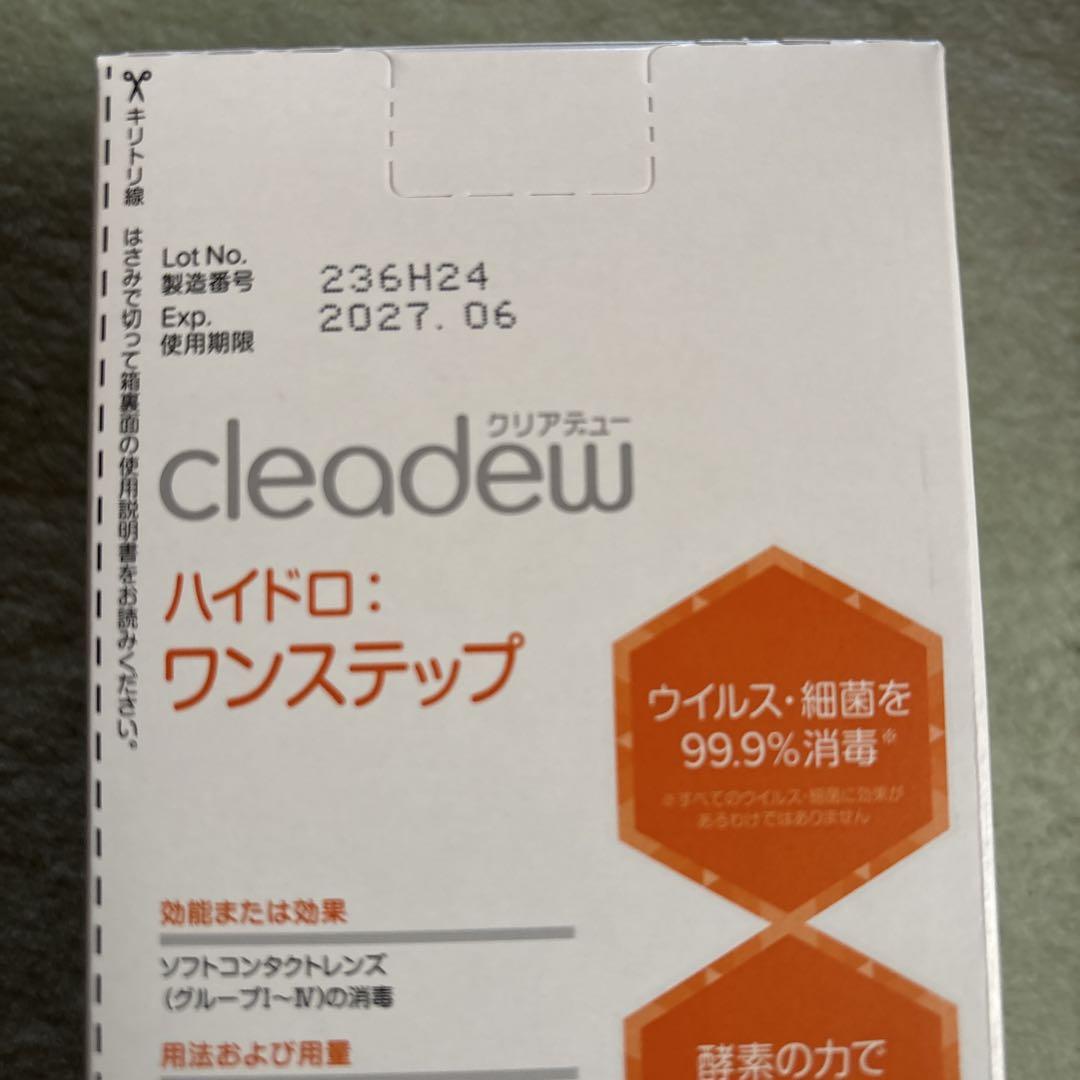 キリトリ線 はさみで切って箱裏面の使用説明書をお読みください。
Lot No.
製造番号
236H24
Exp.
使用期限
2027.06
クリアデュー
cleadew
ハイドロ:
ワンステップ
ウイルス・細菌を
99.9%消毒※
※すべてのウイルス・細菌に効果が
あるわけではありません
効能または効果
ソフトコンタクトレンズ
(グループI~Ⅳ)の消毒
用法および用量
酵素の力で